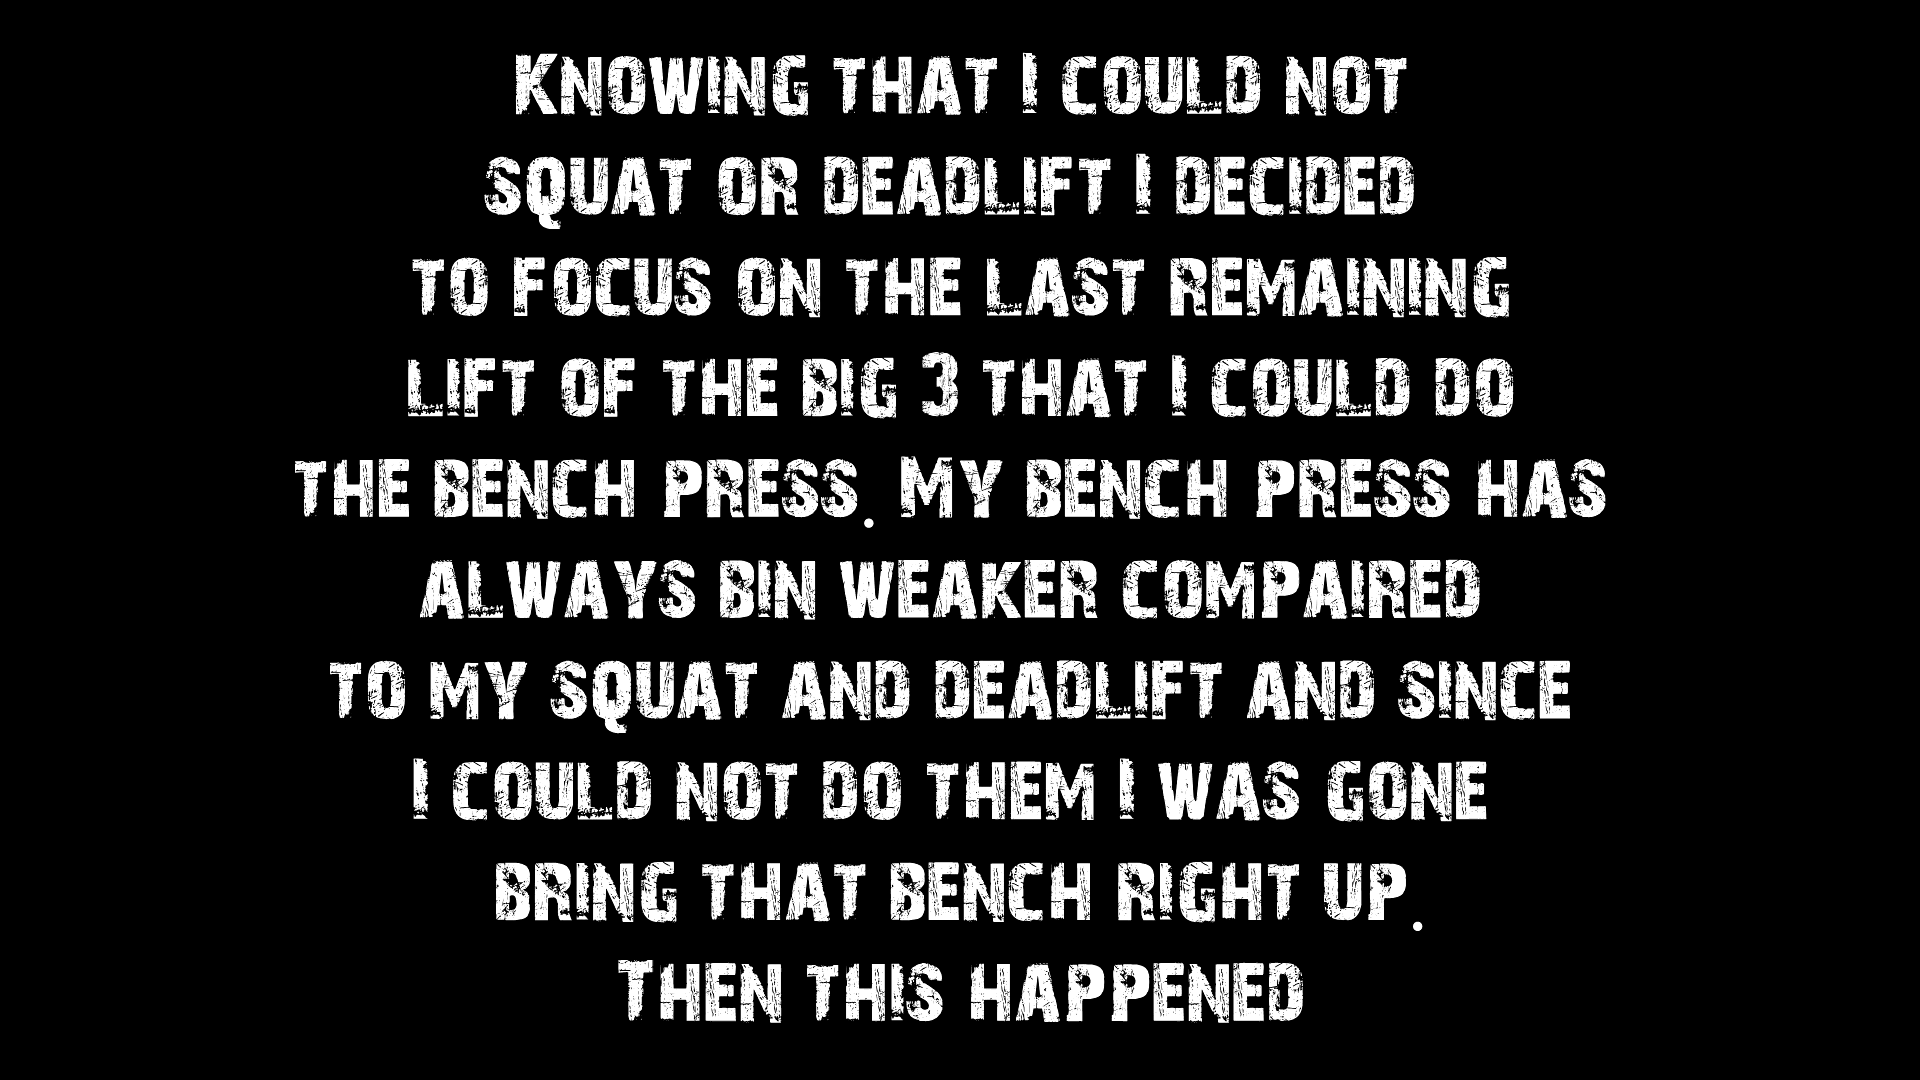 Knowing that I could not
squat or deadlift I decided
to focus on the last remaining
lift of the big 3 that I could do
the bench press. My bench press has
always bin weaker compaired
to my squat and deadlift and since
I could not do them I was gone
bring that bench right up.
Then this happened